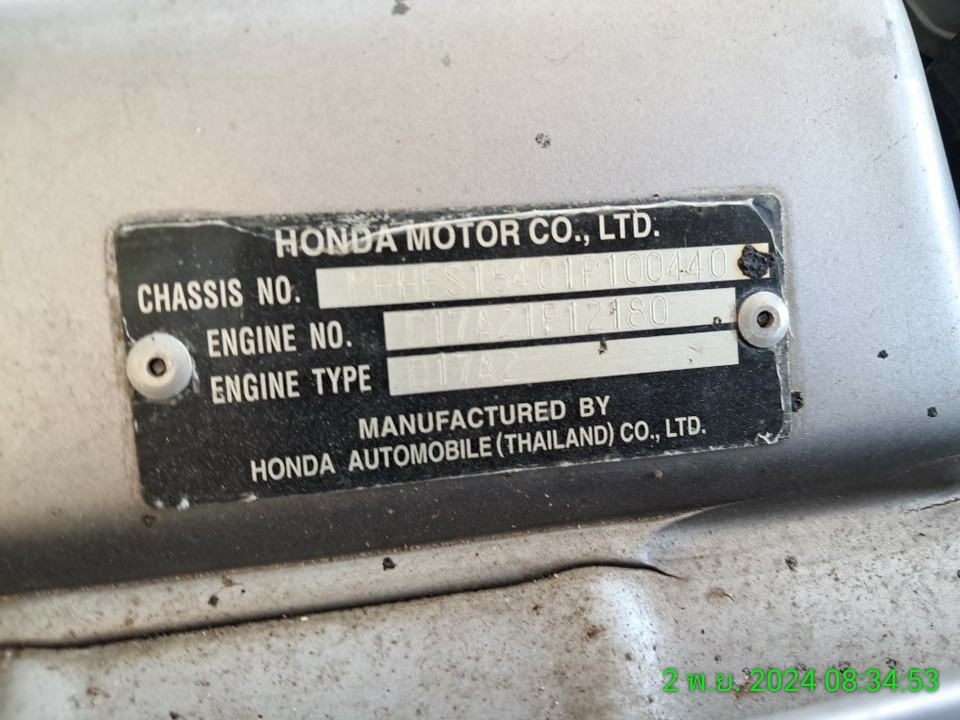 HONDA MOTOR CO., LTD.
CHASSIS NO. MRHES15401P100440
ENGINE NO.
ENGINE TYPE D17A2
MANUFACTURED BY
HONDA AUTOMOBILE (THAILAND) CO., LTD.
2 พ.ย. 2024 08:34:53